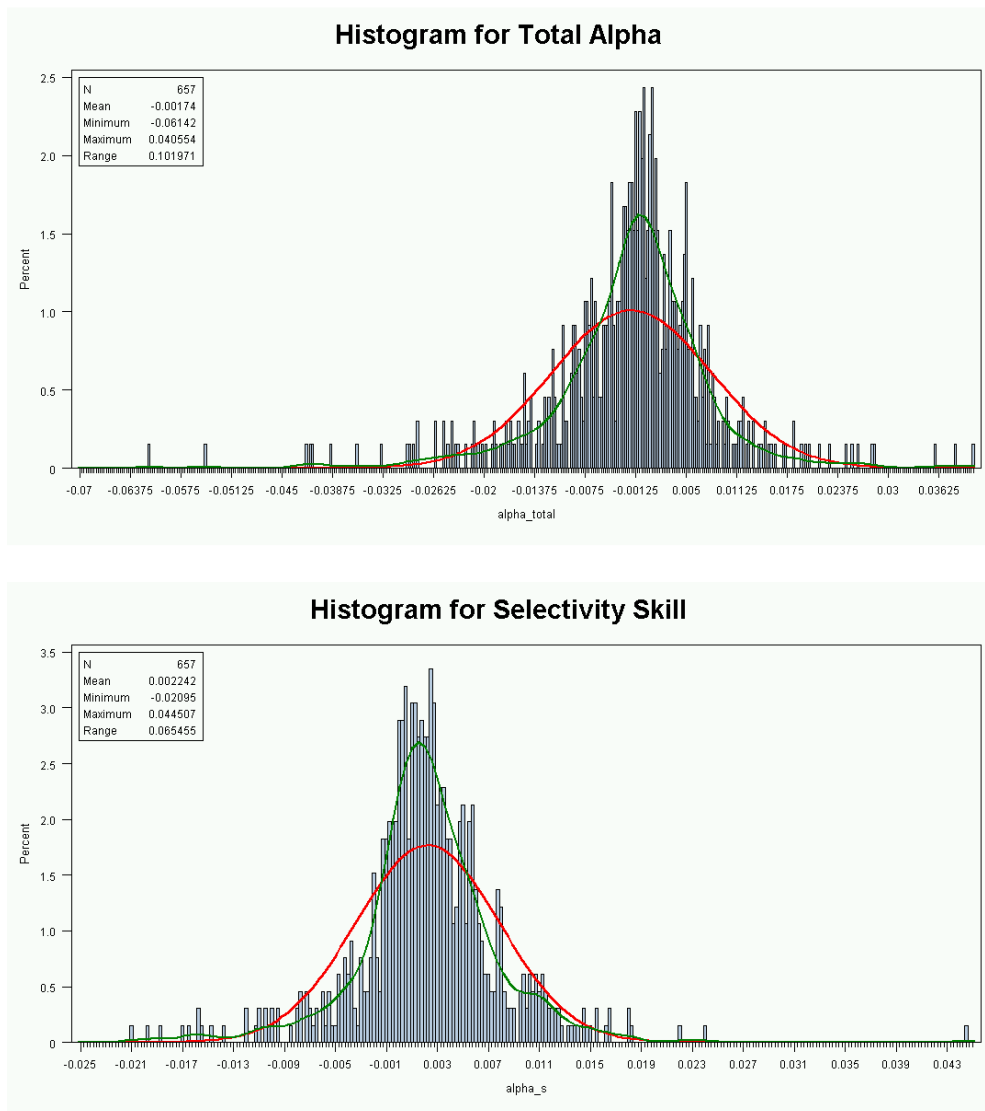 Histogram for Total Alpha
2.5
N 657
Mean -0.00174
Minimum -0.06142
Maximum 0.040554
Range 0.101971
2.0
1.5
Percent
1.0
0.5
0
-0.07 -0.06375 -0.0575 -0.05125 -0.045 -0.03875 -0.0325 -0.02625 -0.02 -0.01375 -0.0075 -0.00125 0.005 0.01125 0.0175 0.02375 0.03 0.03625
alpha_total
Histogram for Selectivity Skill
3.5
N 657
Mean 0.002242
Minimum -0.02095
Maximum 0.044507
Range 0.065455
3.0
2.5
2.0
Percent
1.5
1.0
0.5
0
-0.025 -0.021 -0.017 -0.013 -0.009 -0.005 -0.001 0.003 0.007 0.011 0.015 0.019 0.023 0.027 0.031 0.035 0.039 0.043
alpha_s